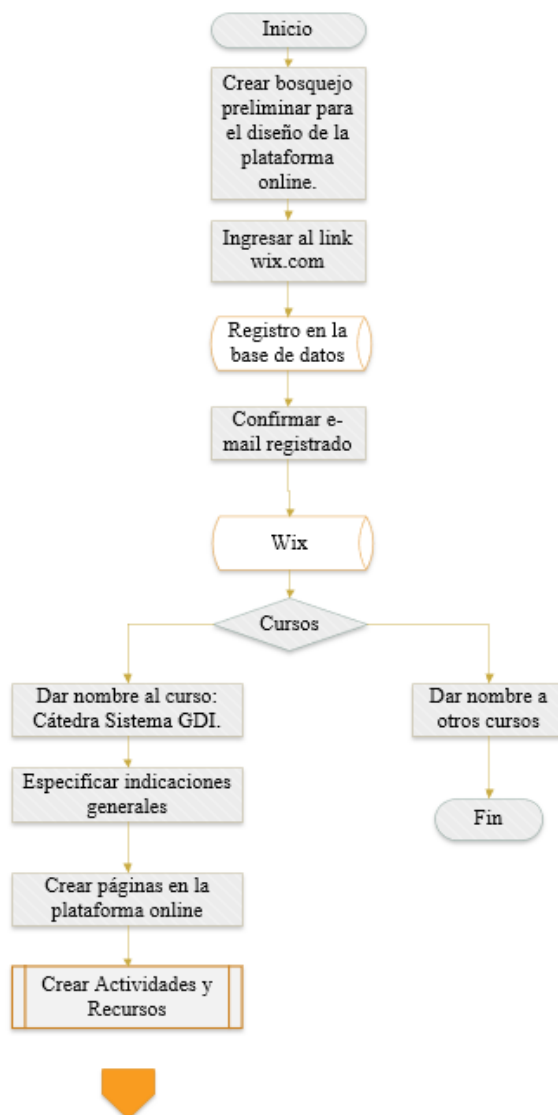 Inicio
Crear bosquejo
preliminar para
el diseño de la
plataforma
online.
Ingresar al link
wix.com
Registro en la
base de datos
Confirmar e-
mail registrado
Wix
Cursos
Dar nombre al curso:
Cátedra Sistema GDI.
Especificar indicaciones
generales
Crear páginas en la
plataforma online
Crear Actividades y
Recursos
Dar nombre a
otros cursos
Fin